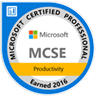 MICROSOFT CERTIFIED PROFESSIONAL
Microsoft
MCSE
Productivity
Earned 2016